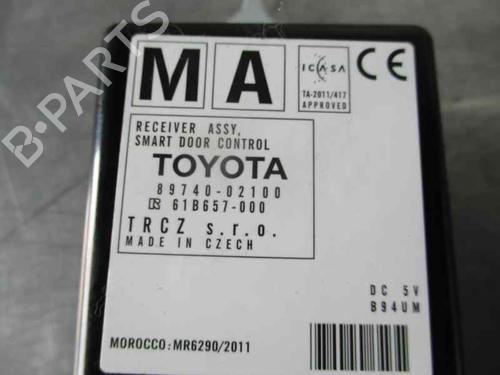 B-PARTS
MA
ICASA
TA-2011/417
APPROVED
CE
RECEIVER ASSY,
SMART DOOR CONTROL
TOYOTA
89740-02100
61B657-000
TRCZ s.r.o.
MADE IN CZECH
DC 5V
B94UM
MOROCCO:MR6290/2011